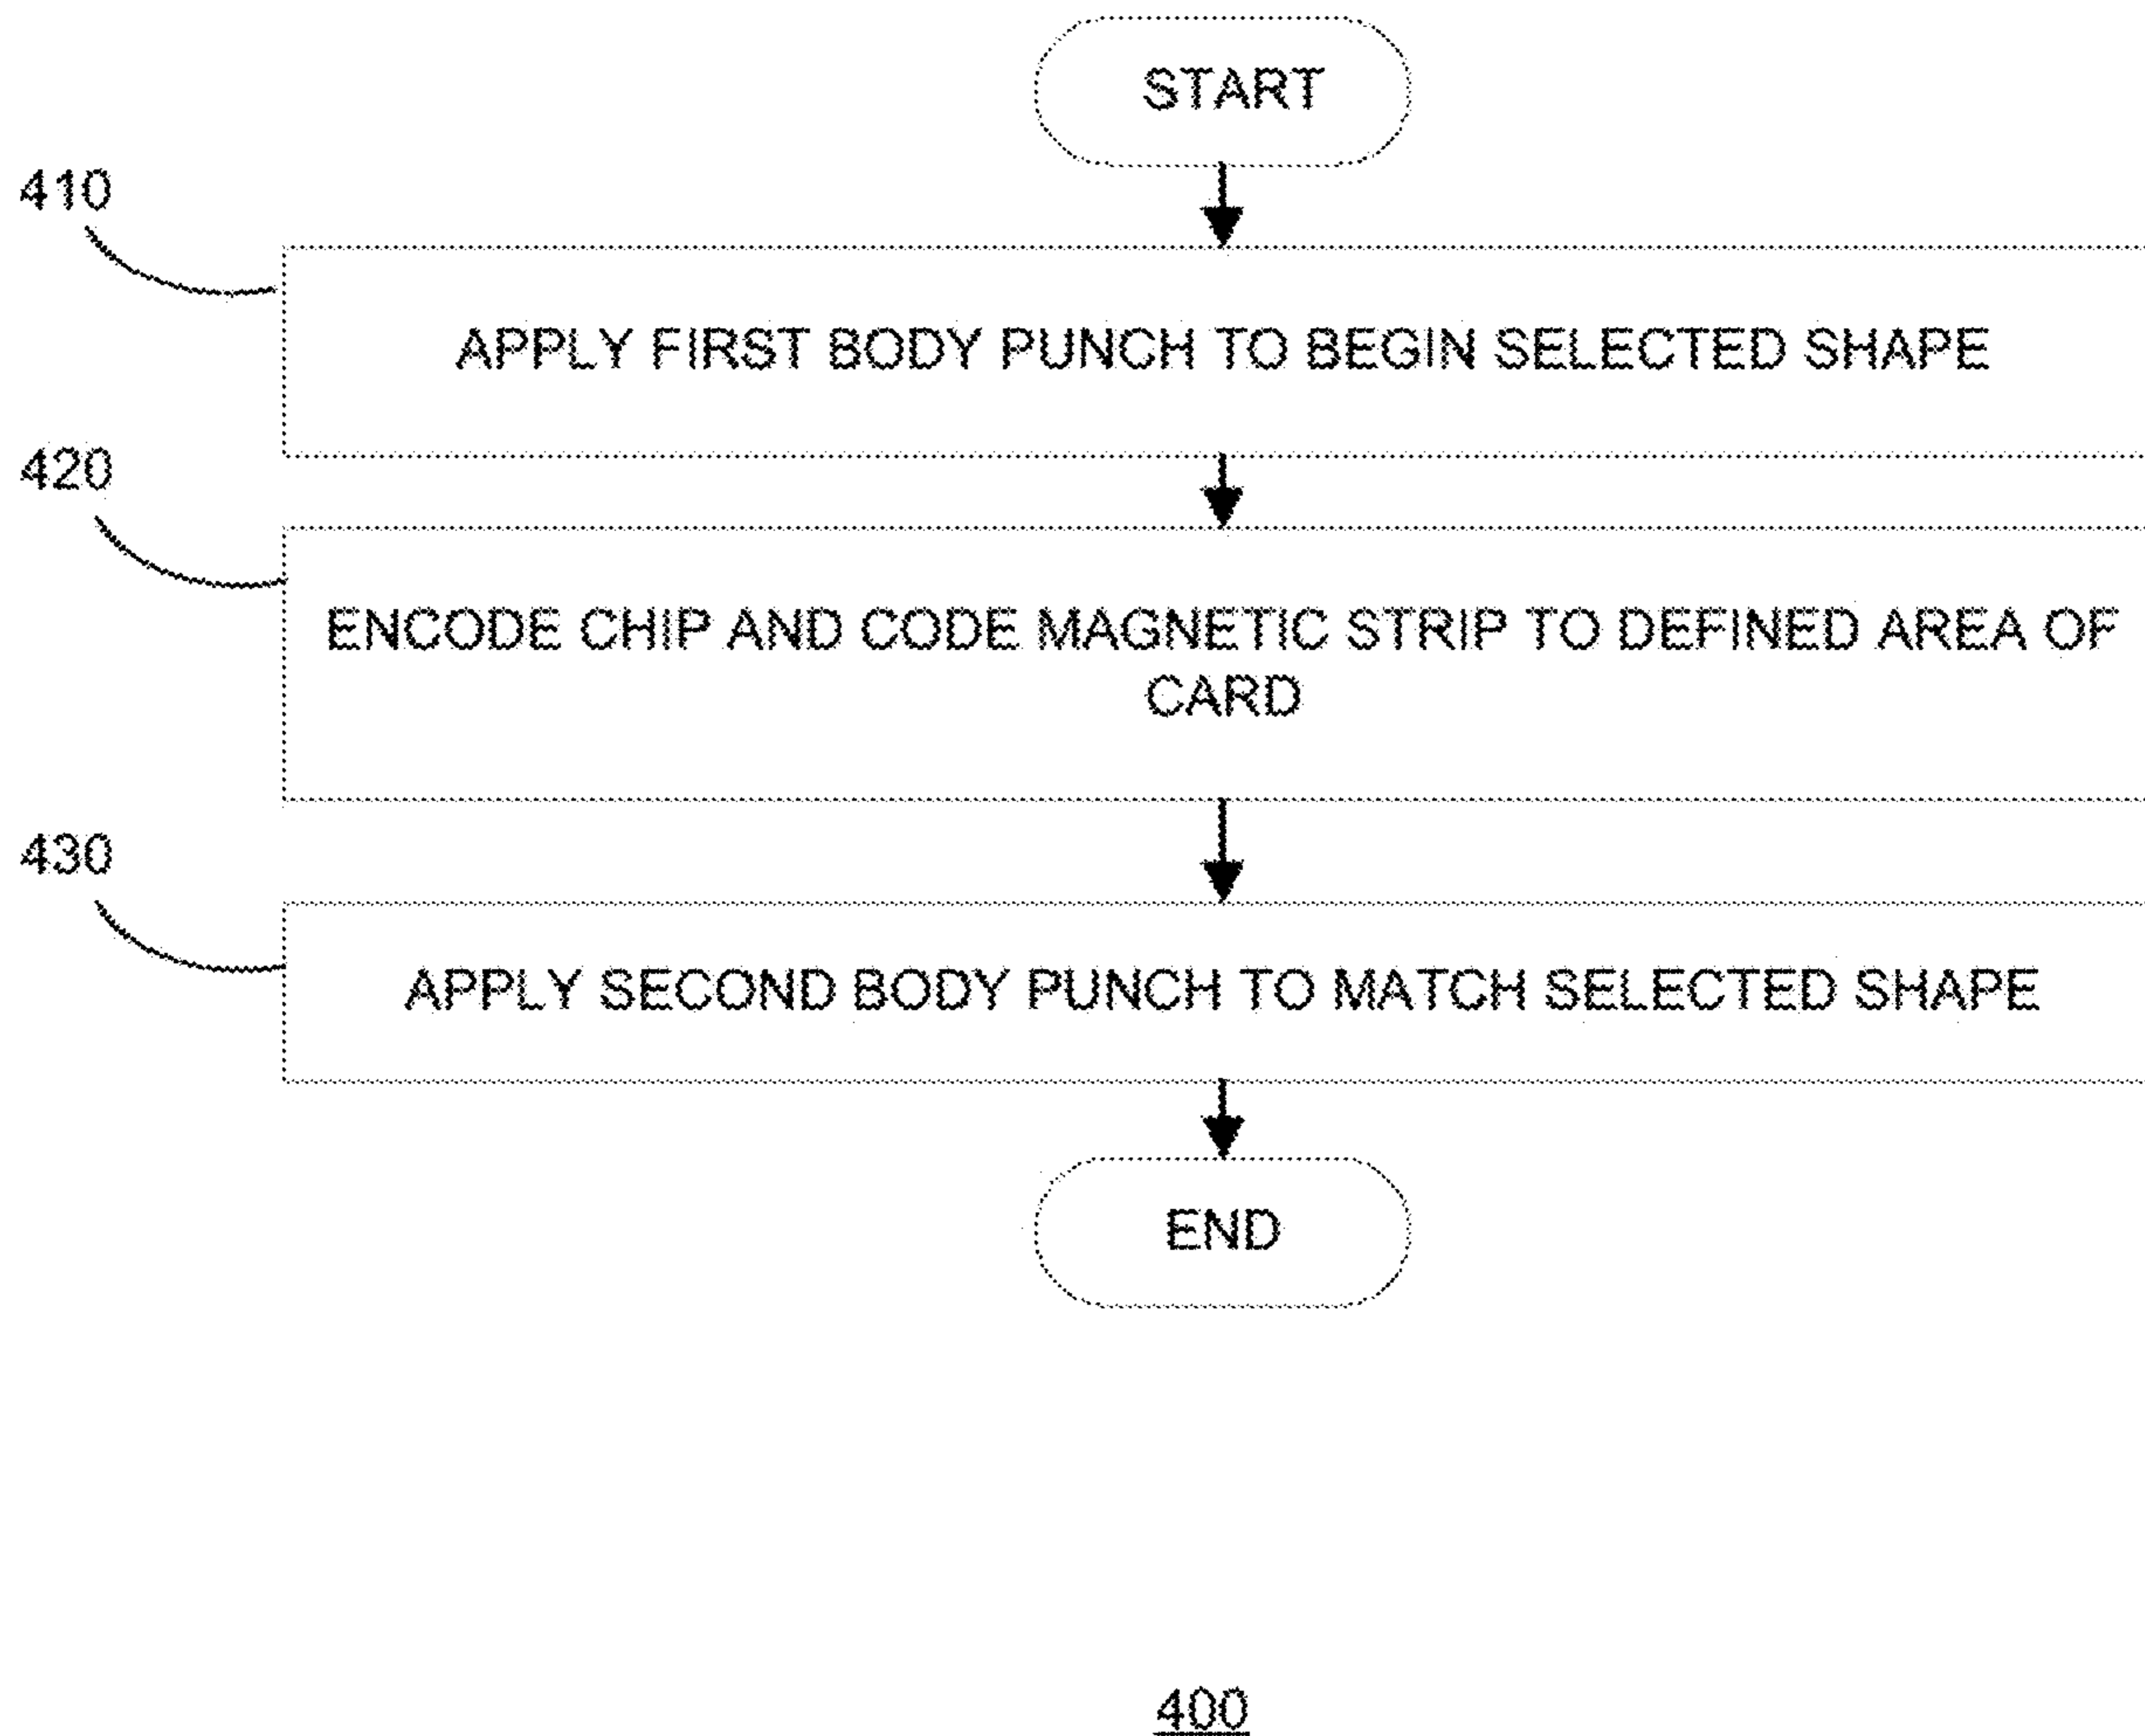 START
410
APPLY FIRST BODY PUNCH TO BEGIN SELECTED SHAPE
420
ENCODE CHIP AND CODE MAGNETIC STRIP TO DEFINED AREA OF
CARD
430
APPLY SECOND BODY PUNCH TO MATCH SELECTED SHAPE
END
400